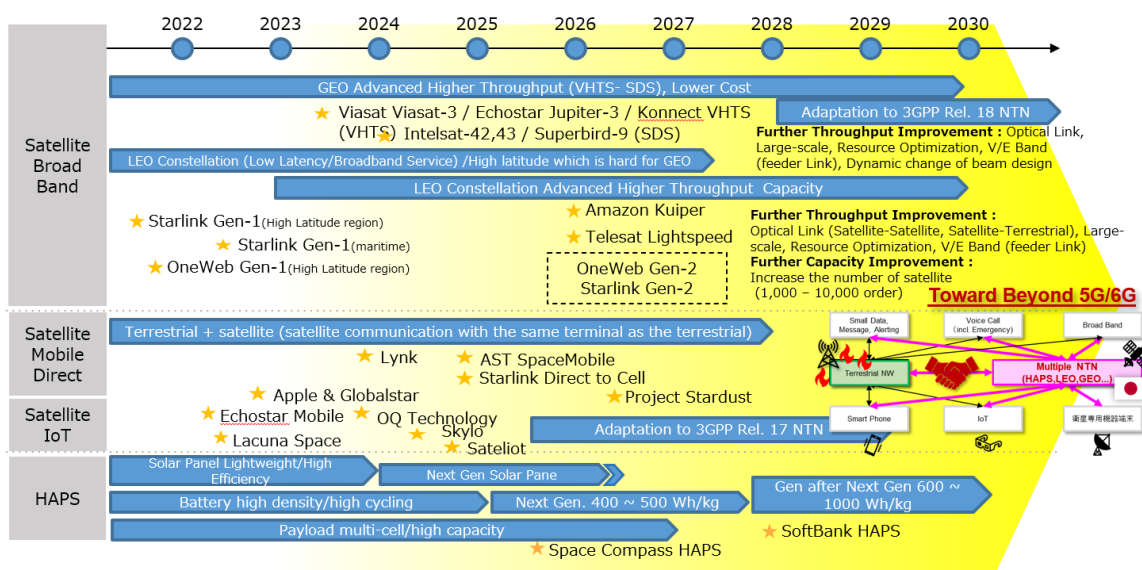 2022 2023 2024 2025 2026 2027 2028 2029 2030
Satellite
Broad
Band
GEO Advanced Higher Throughput (VHTS- SDS), Lower Cost
Viasat Viasat-3 / Echostar Jupiter-3 / Konnect VHTS
(VHTS)
Intelsat-42,43 / Superbird-9 (SDS)
Adaptation to 3GPP Rel. 18 NTN
Further Throughput Improvement : Optical Link,
Large-scale, Resource Optimization, V/E Band
(feeder Link), Dynamic change of beam design
LEO Constellation (Low Latency/Broadband Service) /High latitude which is hard for GEO
LEO Constellation Advanced Higher Throughput Capacity
Starlink Gen-1(High Latitude region)
Starlink Gen-1(maritime)
OneWeb Gen-1(High Latitude region)
Amazon Kuiper
Telesat Lightspeed
OneWeb Gen-2
Starlink Gen-2
Further Throughput Improvement :
Optical Link (Satellite-Satellite, Satellite-Terrestrial), Large-
scale, Resource Optimization, V/E Band (feeder Link)
Further Capacity Improvement :
Increase the number of satellite
(1,000 – 10,000 order)
Toward Beyond 5G/6G
Satellite
Mobile
Direct
Terrestrial + satellite (satellite communication with the same terminal as the terrestrial)
Lynk
AST SpaceMobile
Starlink Direct to Cell
Apple & Globalstar
Project Stardust
Small Data,
Message, Alerting
Voice Call
(incl. Emergency)
Broad Band
Terrestrial NW
Multiple NTN
(HAPS,LEO,GEO...)
Smart Phone
IoT
衛星専用機器端末
Satellite
IoT
Echostar Mobile
OQ Technology
Lacuna Space
Skylo
Sateliot
Adaptation to 3GPP Rel. 17 NTN
HAPS
Solar Panel Lightweight/High
Efficiency
Next Gen Solar Pane
Battery high density/high cycling
Next Gen. 400 ~ 500 Wh/kg
Gen after Next Gen 600 ~
1000 Wh/kg
Payload multi-cell/high capacity
Space Compass HAPS
SoftBank HAPS